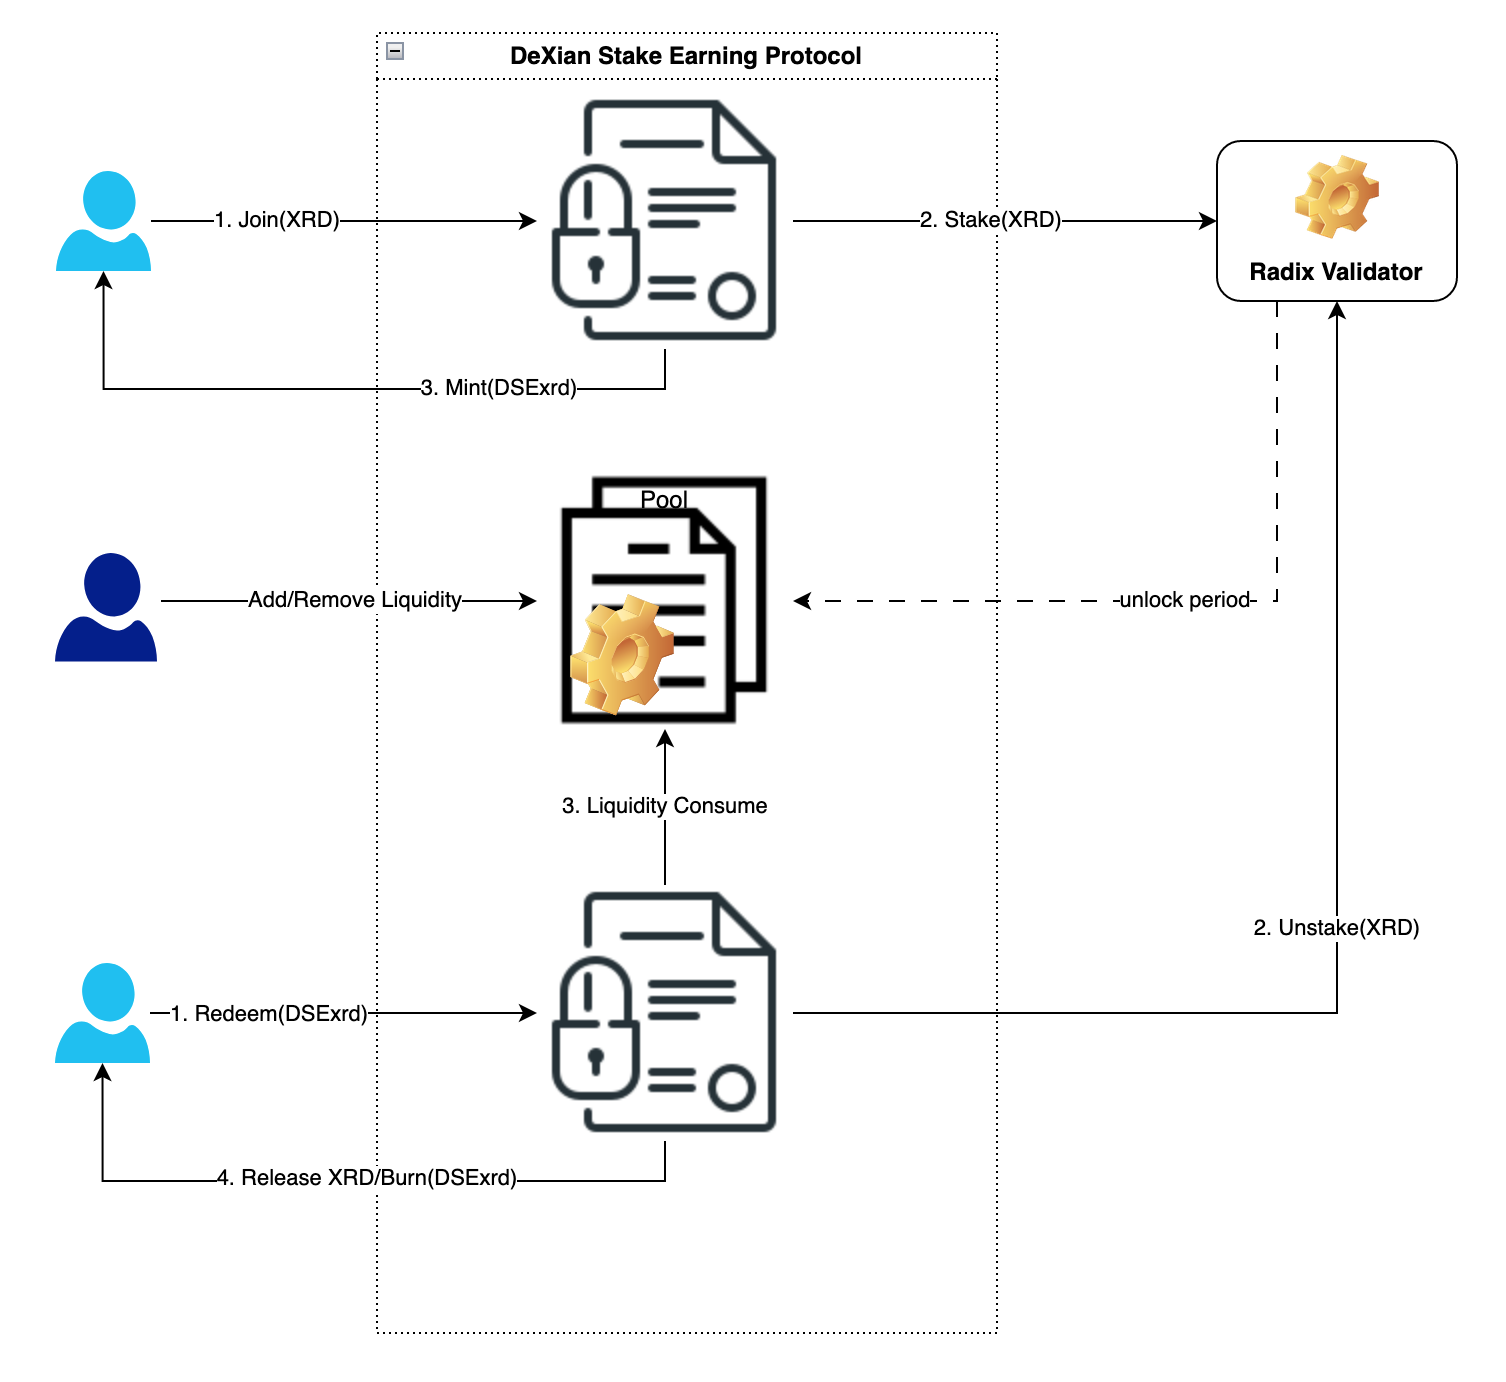 DeXian Stake Earning Protocol
1. Join(XRD)
2. Stake(XRD)
Radix Validator
3. Mint(DSExrd)
Pool
Add/Remove Liquidity
unlock period
3. Liquidity Consume
2. Unstake(XRD)
1. Redeem(DSExrd)
4. Release XRD/Burn(DSExrd)